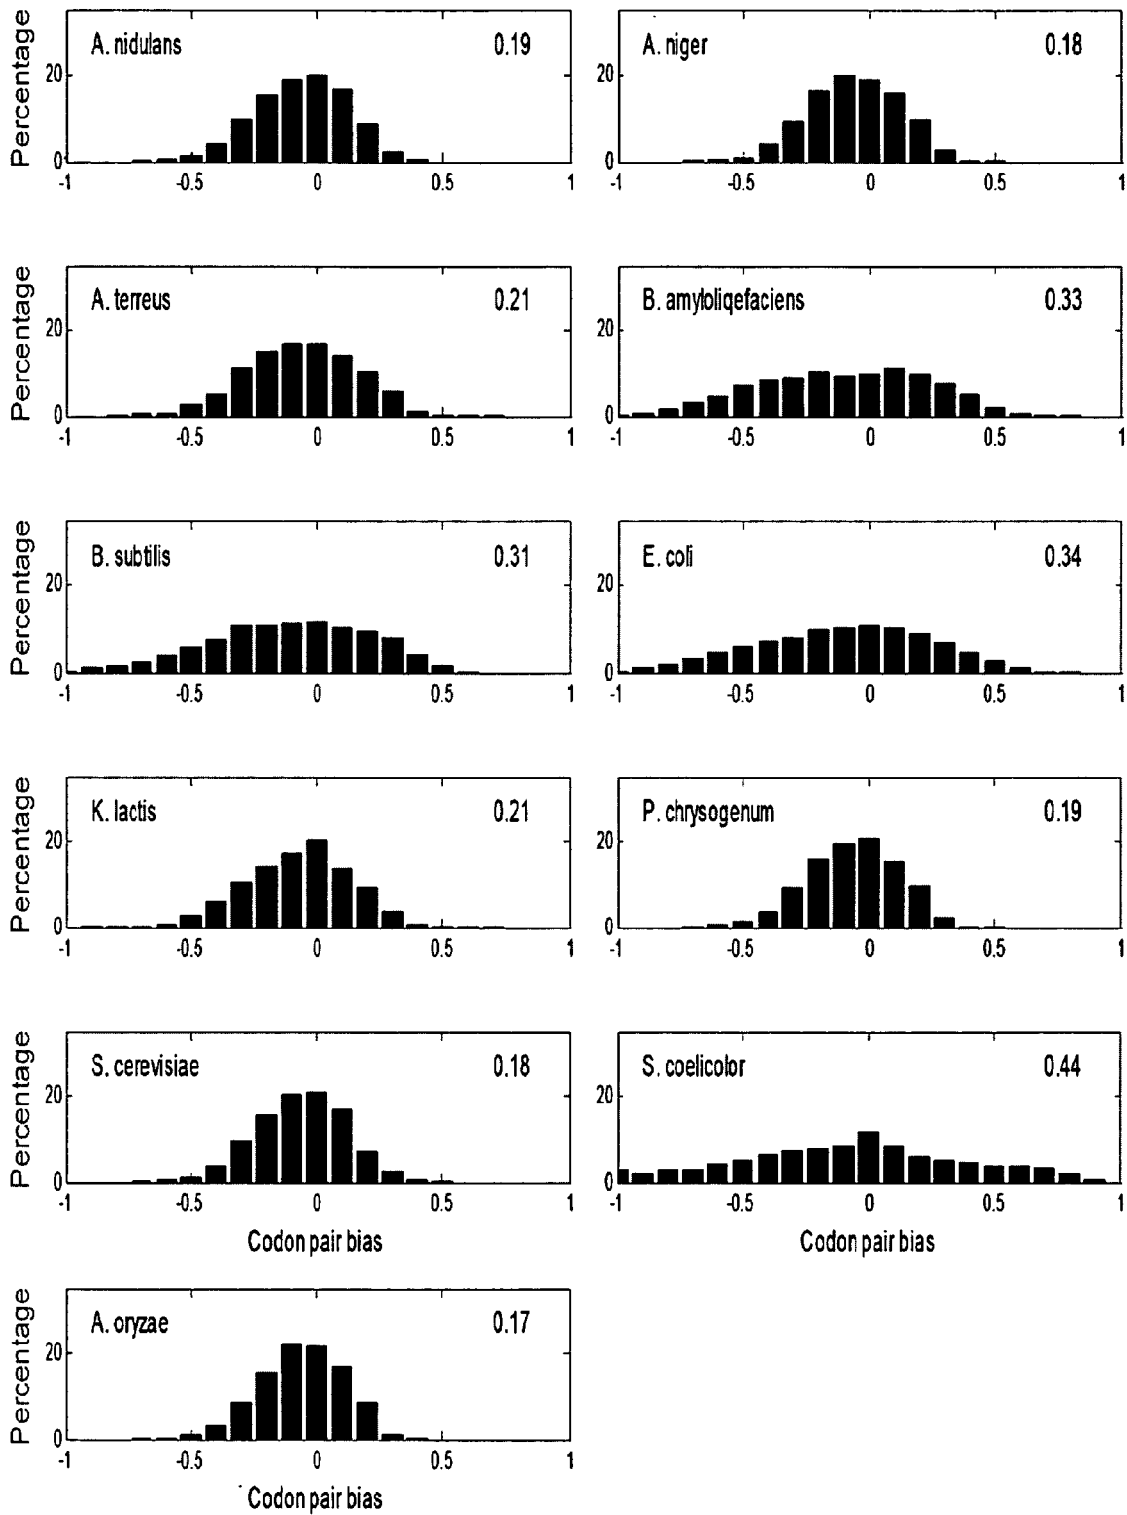 Percentage
A. nidulans 0.19
20
0
-1 -0.5 0 0.5 1
A. niger 0.18
20
0
-1 -0.5 0 0.5 1
Percentage
A. terreus 0.21
20
0
-1 -0.5 0 0.5 1
B. amyloliqefaciens 0.33
20
0
-1 -0.5 0 0.5 1
Percentage
B. subtilis 0.31
20
0
-1 -0.5 0 0.5 1
E. coli 0.34
20
0
-1 -0.5 0 0.5 1
Percentage
K. lactis 0.21
20
0
-1 -0.5 0 0.5 1
P. chrysogenum 0.19
20
0
-1 -0.5 0 0.5 1
Percentage
S. cerevisiae 0.18
20
0
-1 -0.5 0 0.5 1
Codon pair bias
S. coelicolor 0.44
20
0
-1 -0.5 0 0.5 1
Codon pair bias
Percentage
A. oryzae 0.17
20
0
-1 -0.5 0 0.5 1
Codon pair bias